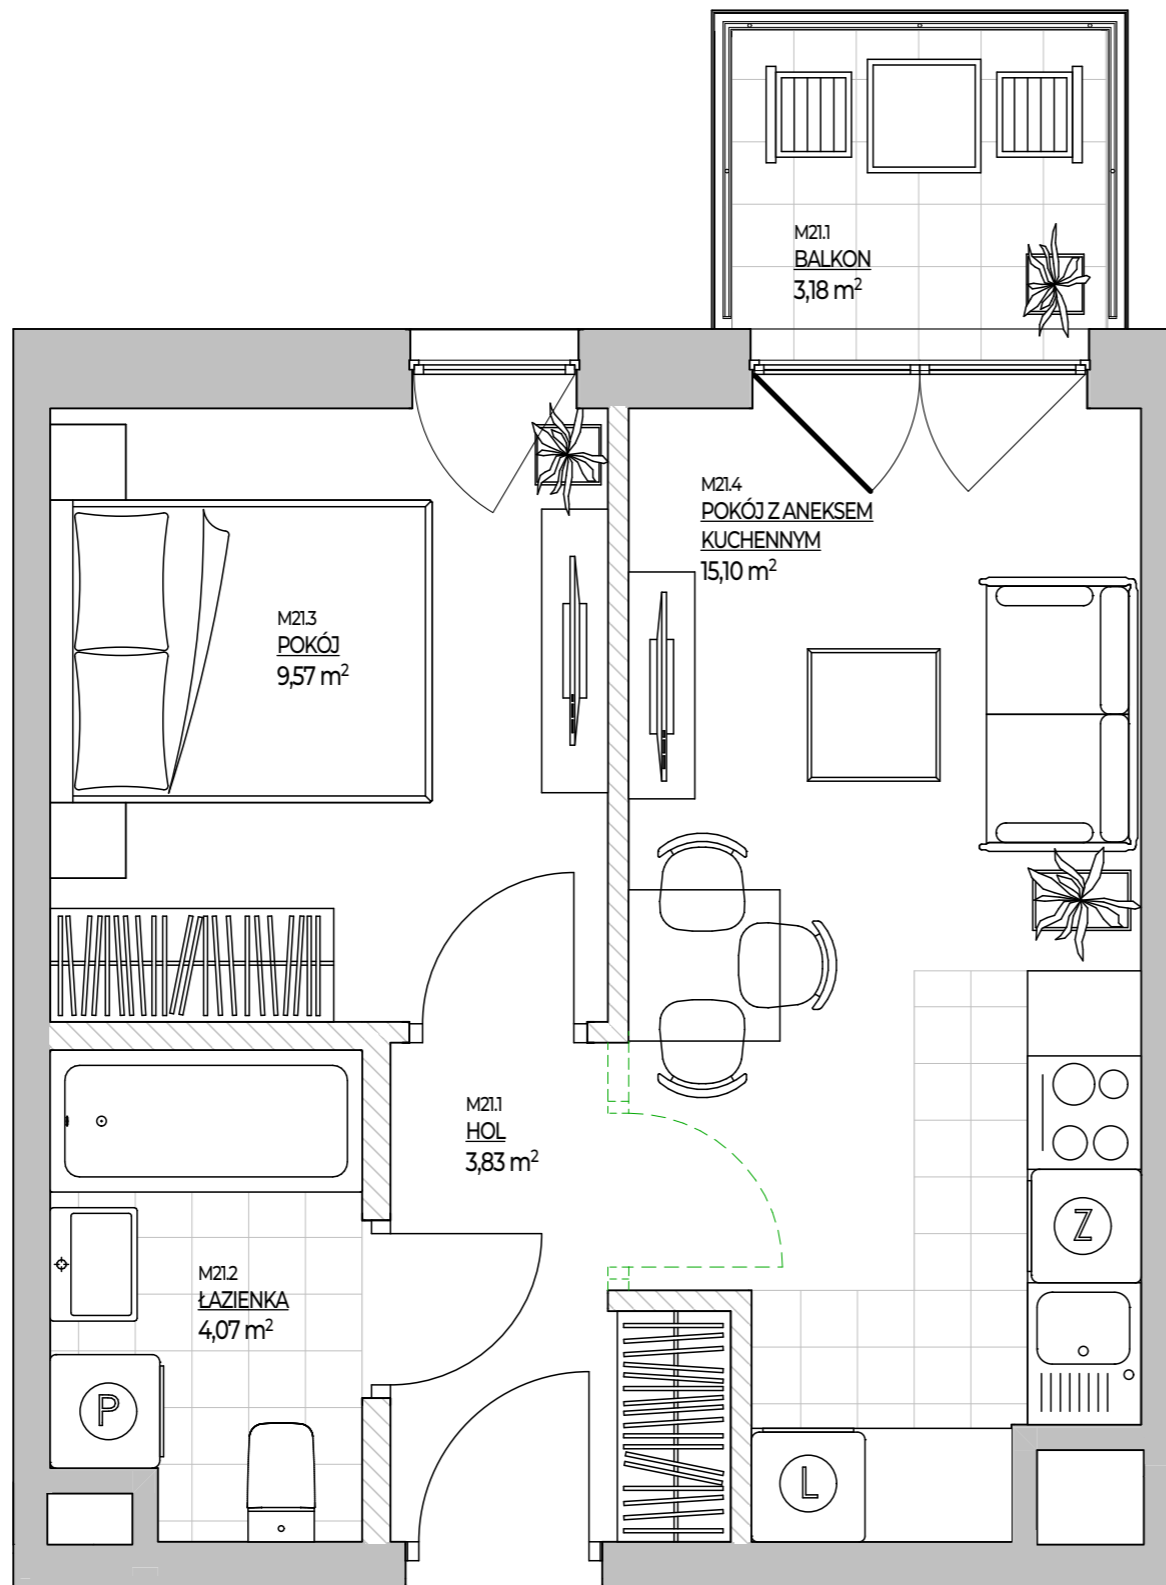 M21.1
BALKON
3,18 m²
M21.4
POKÓJ Z ANEKSEM
KUCHENNYM
15,10 m²
M21.3
POKÓJ
9,57 m²
M21.1
HOL
3,83 m²
Z
M21.2
ŁAZIENKA
4,07 m²
P
L